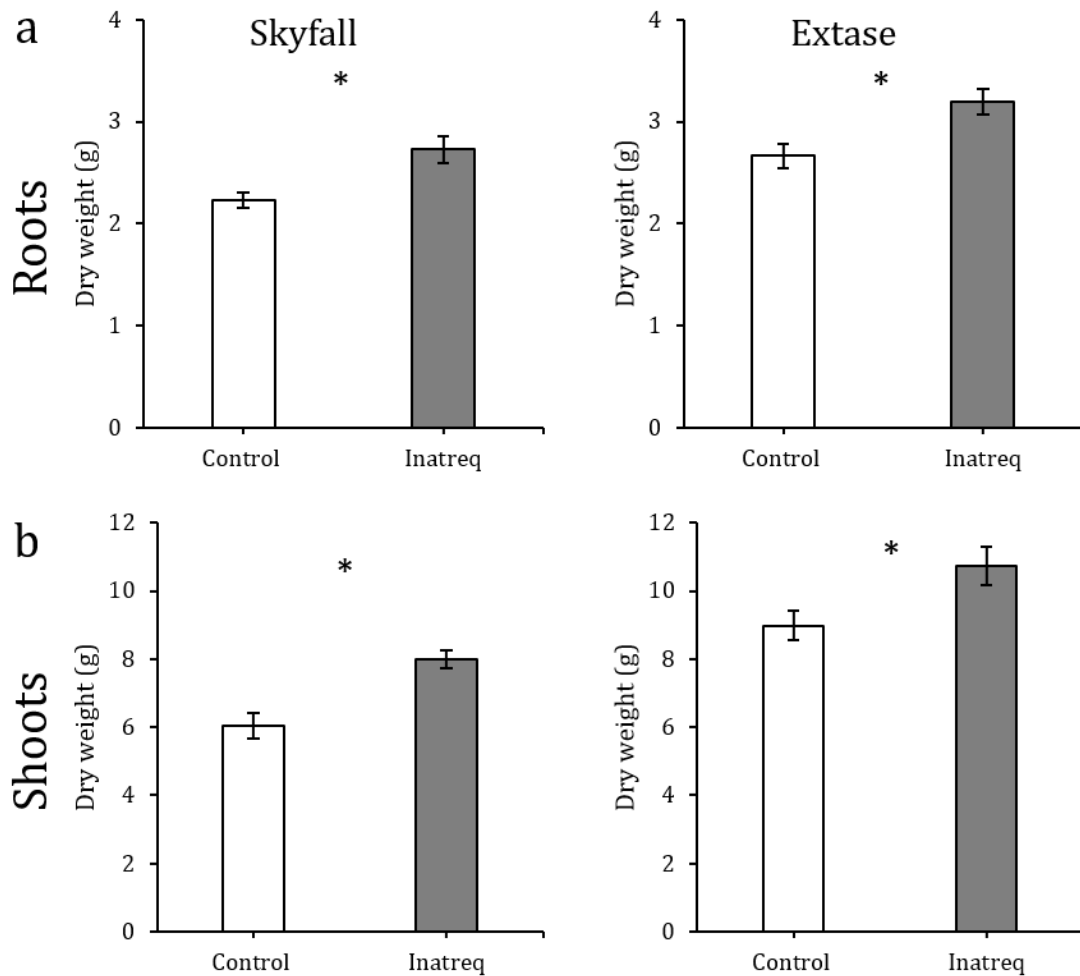 a
Skyfall
Extase
Roots
Dry weight (g)
4
3
2
1
0
*
Control
Inatreq
Dry weight (g)
4
3
2
1
0
*
Control
Inatreq
b
Shoots
Dry weight (g)
12
10
8
6
4
2
0
*
Control
Inatreq
Dry weight (g)
12
10
8
6
4
2
0
*
Control
Inatreq